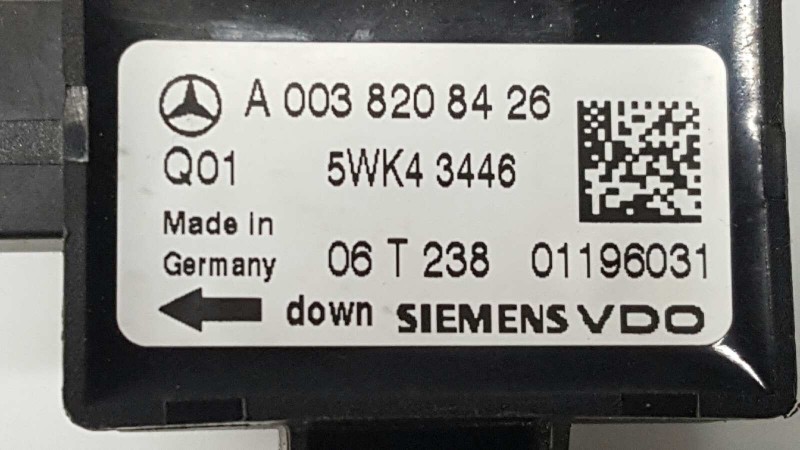 A 003 820 84 26
Q01 5WK4 3446
Made in
Germany 06 T 238 01196031
down SIEMENS VDO